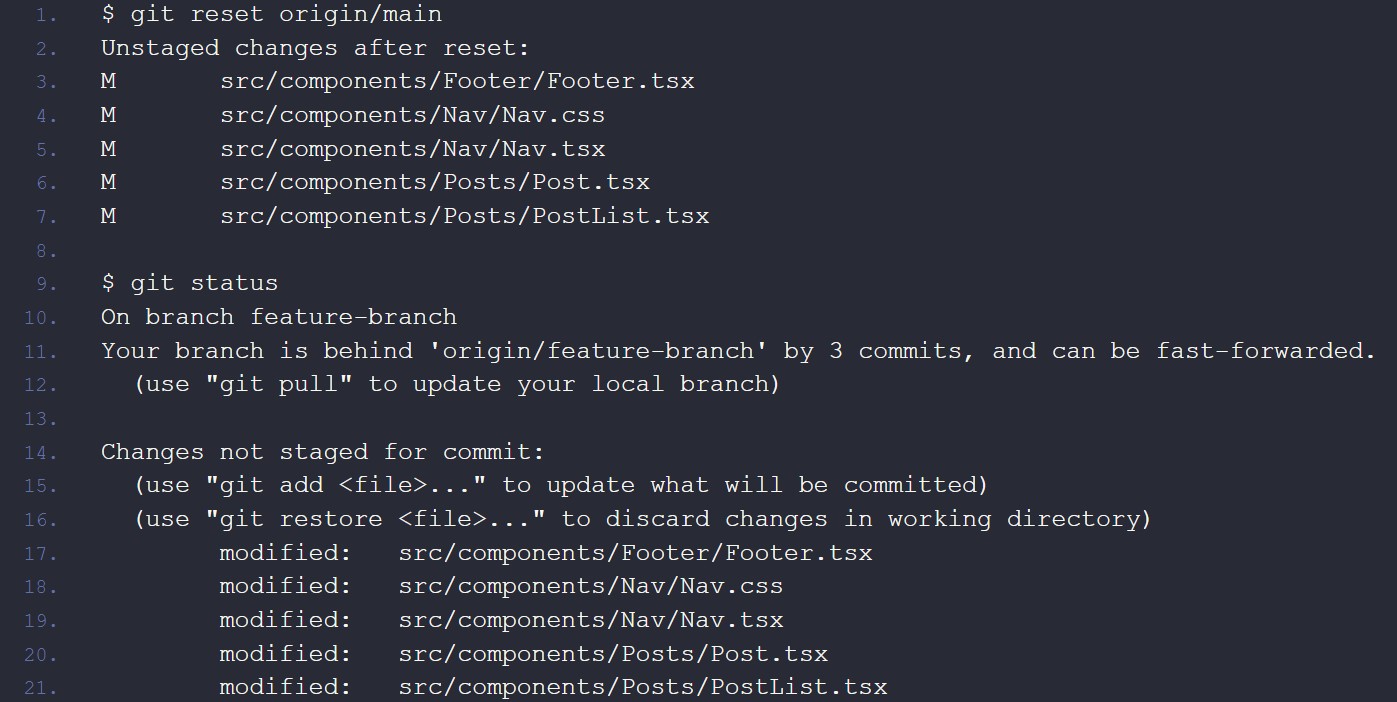 1. $ git reset origin/main
2. Unstaged changes after reset:
3. M       src/components/Footer/Footer.tsx
4. M       src/components/Nav/Nav.css
5. M       src/components/Nav/Nav.tsx
6. M       src/components/Posts/Post.tsx
7. M       src/components/Posts/PostList.tsx
8.
9. $ git status
10. On branch feature-branch
11. Your branch is behind 'origin/feature-branch' by 3 commits, and can be fast-forwarded.
12.   (use "git pull" to update your local branch)
13.
14. Changes not staged for commit:
15.   (use "git add <file>..." to update what will be committed)
16.   (use "git restore <file>..." to discard changes in working directory)
17.         modified:   src/components/Footer/Footer.tsx
18.         modified:   src/components/Nav/Nav.css
19.         modified:   src/components/Nav/Nav.tsx
20.         modified:   src/components/Posts/Post.tsx
21.         modified:   src/components/Posts/PostList.tsx